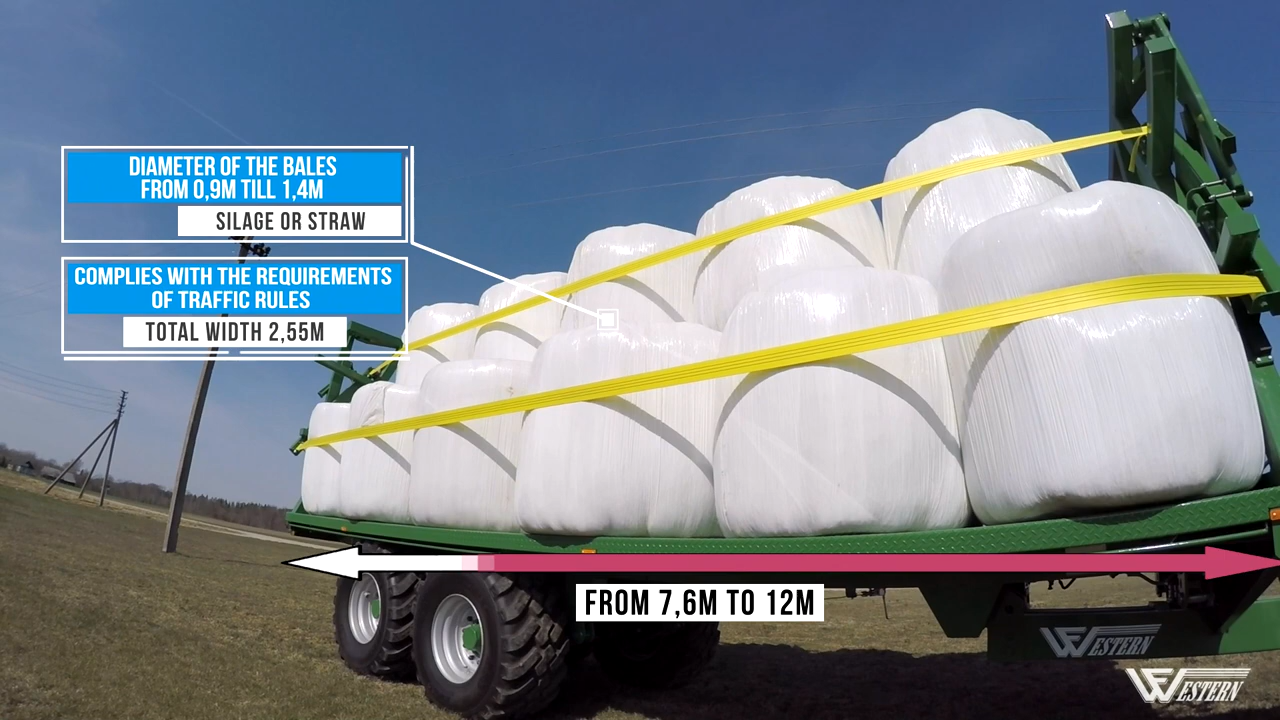 DIAMETER OF THE BALES
FROM 0,9M TILL 1,4M
SILAGE OR STRAW
COMPLIES WITH THE REQUIREMENTS
OF TRAFFIC RULES
TOTAL WIDTH 2,55M
FROM 7,6M TO 12M
WESTERN
WESTERN